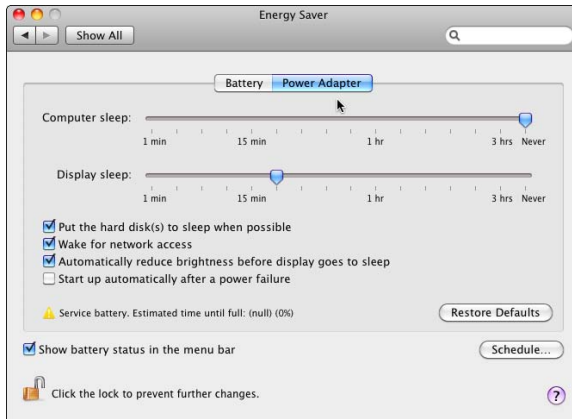 Energy Saver
Show All
Battery Power Adapter
Computer sleep:
1 min 15 min 1 hr 3 hrs Never
Display sleep:
1 min 15 min 1 hr 3 hrs Never
Put the hard disk(s) to sleep when possible
Wake for network access
Automatically reduce brightness before display goes to sleep
Start up automatically after a power failure
Service battery. Estimated time until full: (null) (0%)
Restore Defaults
Show battery status in the menu bar
Schedule...
Click the lock to prevent further changes.
?